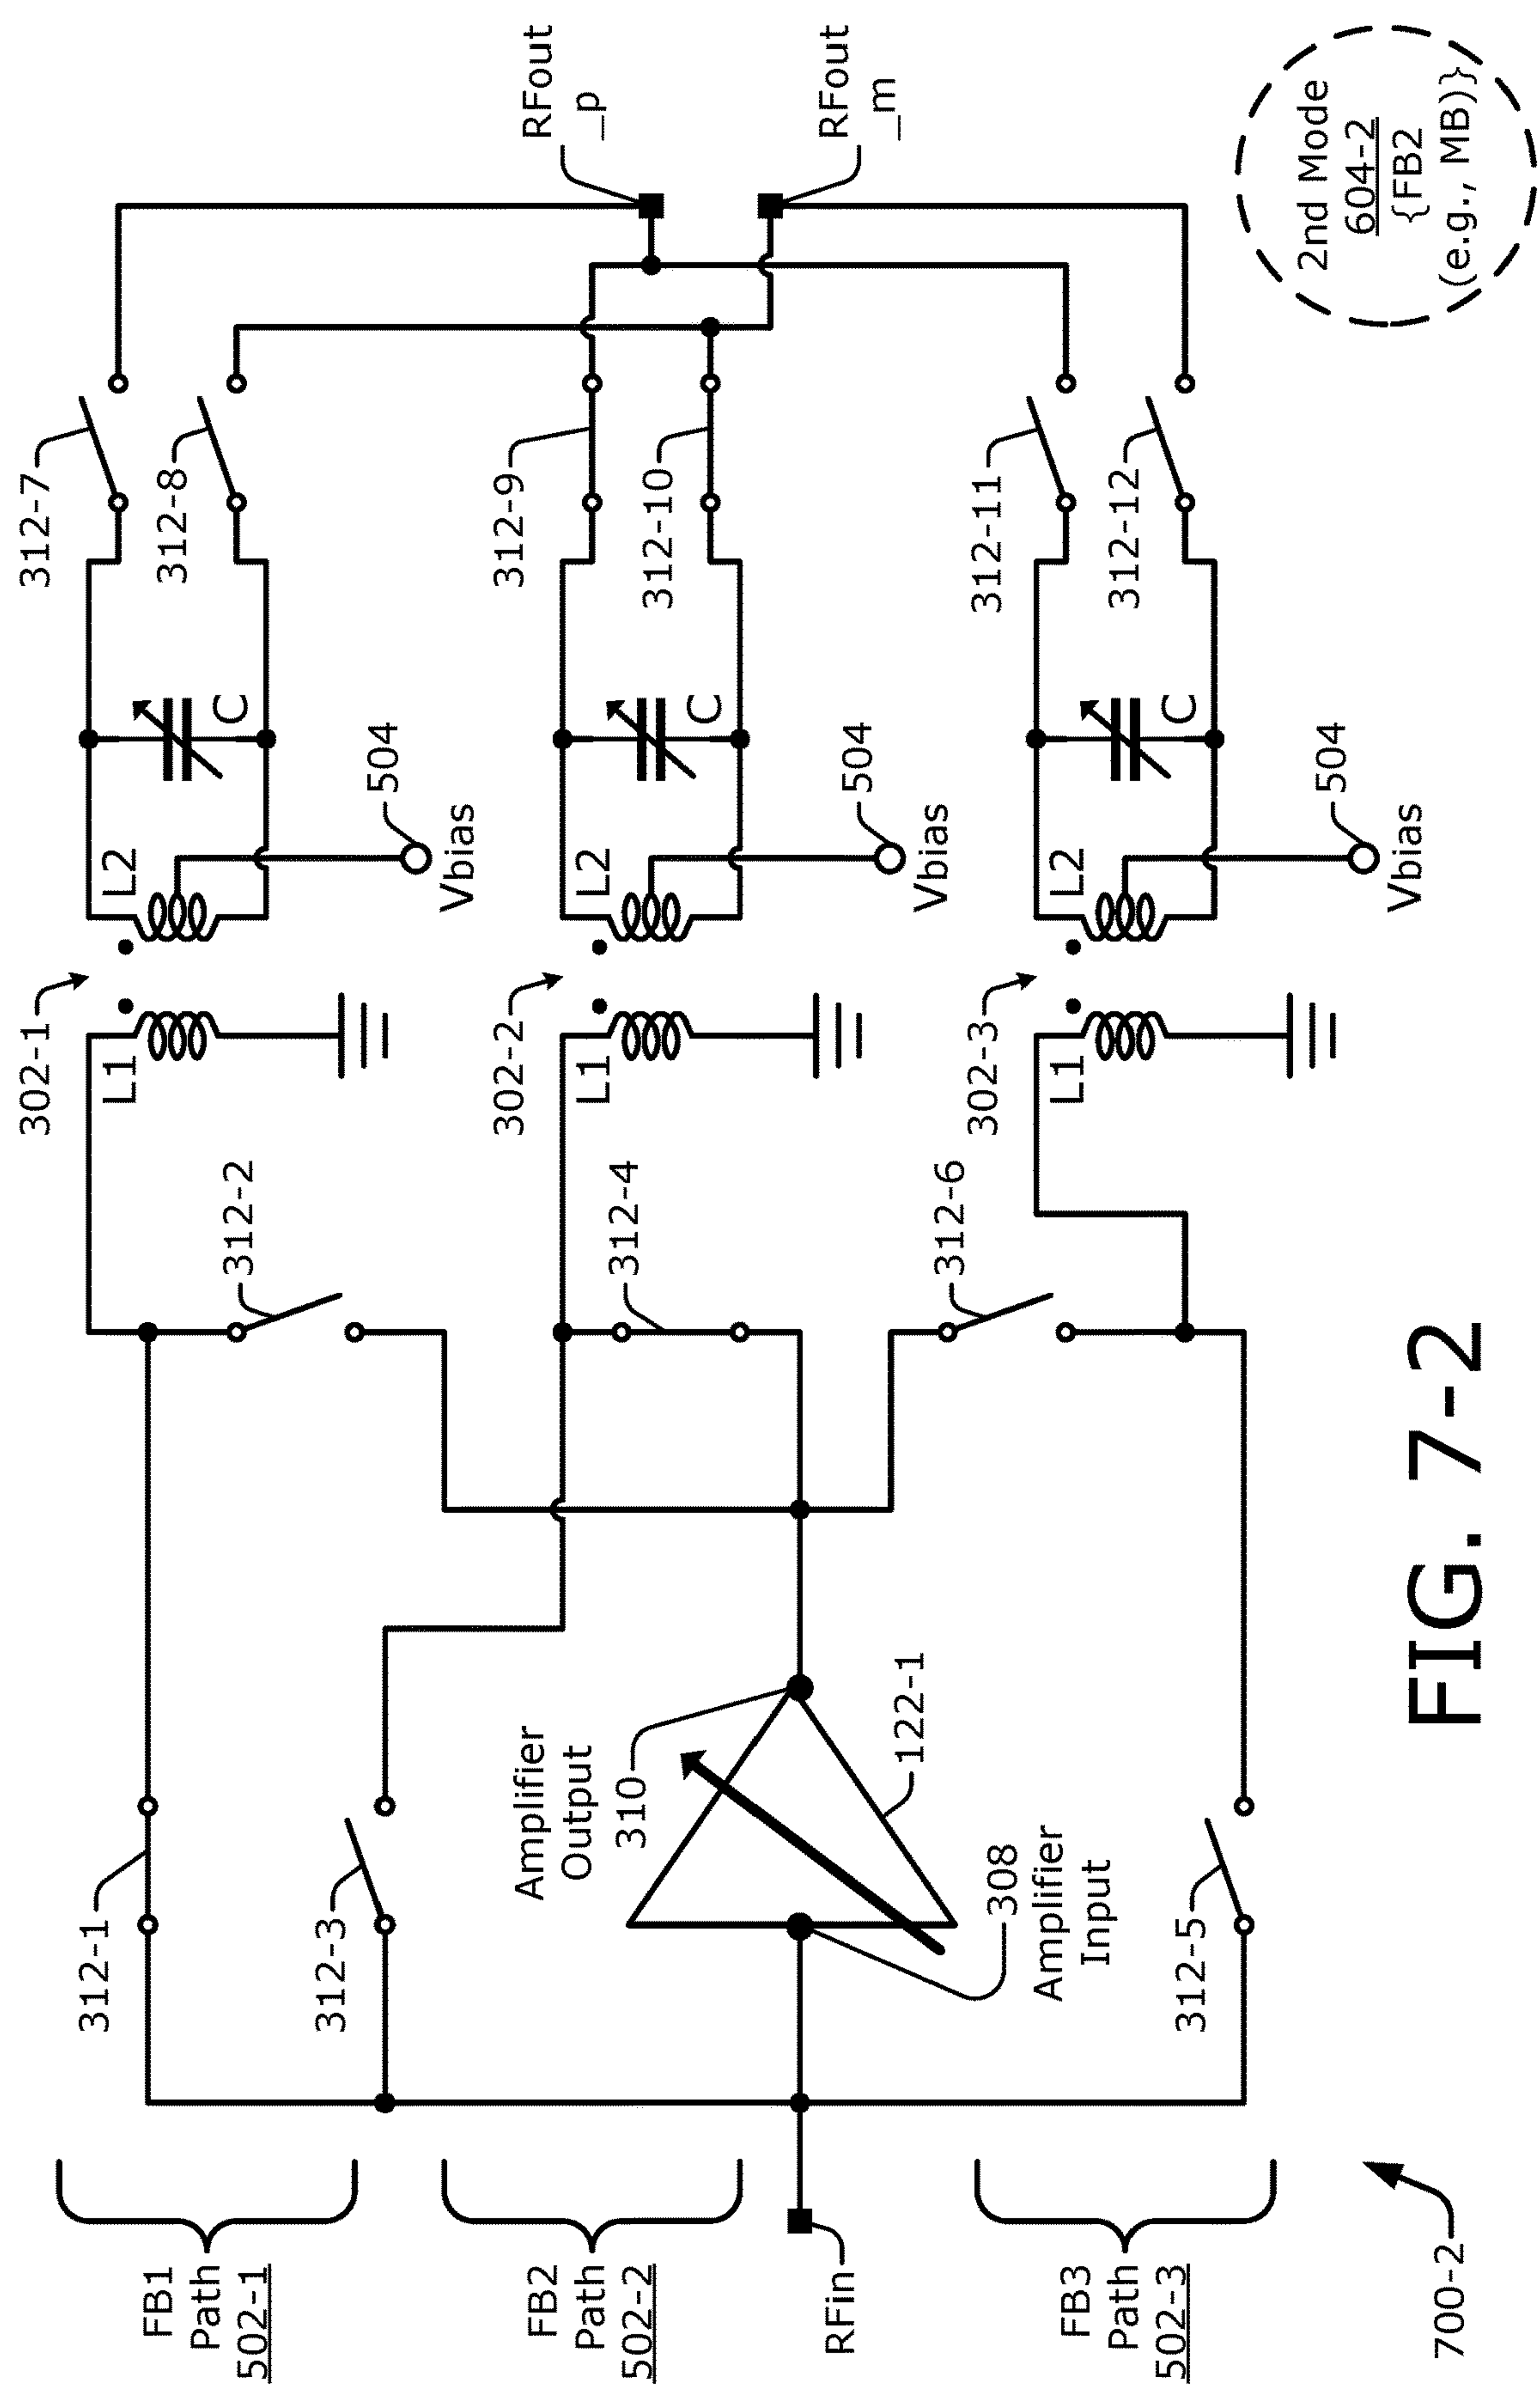 FB1
Path
502-1
FB2
Path
502-2
RFin
FB3
Path
502-3
700-2
312-1
312-3
Amplifier
Output
310
122-1
308
Amplifier
Input
312-5
312-2
312-4
312-6
302-1
L1
L2
302-2
L1
L2
302-3
L1
L2
C
504
Vbias
C
504
Vbias
C
504
Vbias
312-7
312-8
312-9
312-10
312-11
312-12
RFout
_p
RFout
_m
2nd Mode
604-2
{FB2
(e.g., MB)}
FIG. 7-2